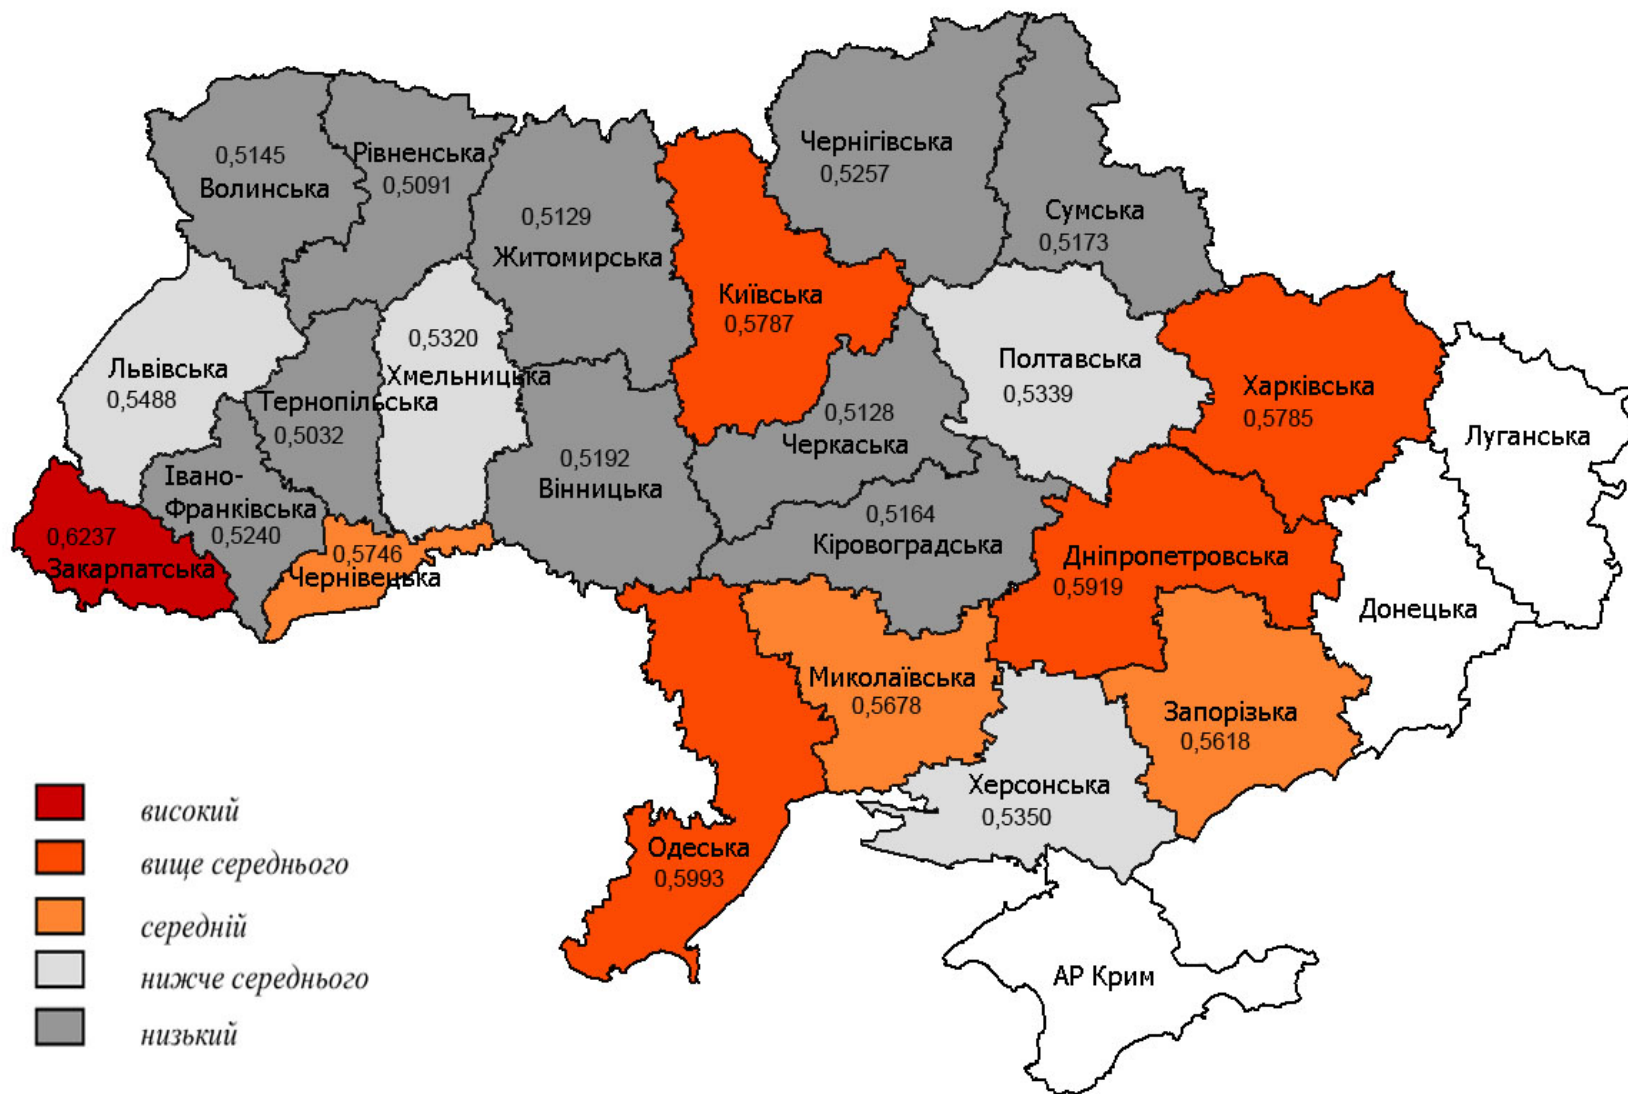 0,5145
Волинська
Рівненська
0,5091
0,5129
Житомирська
Чернігівська
0,5257
Сумська
0,5173
Київська
0,5787
Львівська
0,5488
0,5320
Хмельницька
Тернопільська
0,5032
Полтавська
0,5339
Харківська
0,5785
Луганська
0,5128
Черкаська
0,5192
Вінницька
Івано-
Франківська
0,5240
0,6237
Закарпатська
0,5746
Чернівецька
0,5164
Кіровоградська
Дніпропетровська
0,5919
Донецька
Миколаївська
0,5678
Запорізька
0,5618
Херсонська
0,5350
Одеська
0,5993
АР Крим
високий
вище середнього
середній
нижче середнього
низький